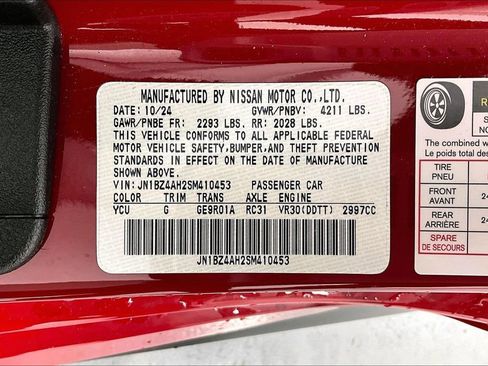 MANUFACTURED BY NISSAN MOTOR CO.,LTD.
DATE: 10/24 GVWR/PNBV: 4211 LBS.
GAWR/PNBE FR: 2293 LBS. RR: 2028 LBS.
THIS VEHICLE CONFORMS TO ALL APPLICABLE FEDERAL
MOTOR VEHICLE SAFETY,BUMPER,AND THEFT PREVENTION
STANDARDS IN EFFECT ON THE DATE OF MANUFACTURE
SHOWN ABOVE.
VIN: JN1BZ4AH2SM410453 PASSENGER CAR
COLOR TRIM TRANS AXLE ENGINE
YCU G GE9R01A RC31 VR30(DDTT) 2997CC
JN1BZ4AH2SM410453
The
Le poids total des
TIRE
PNEU
FRONT
AVANT
REAR
ARRIÈRE
SPARE
DE SECOURS